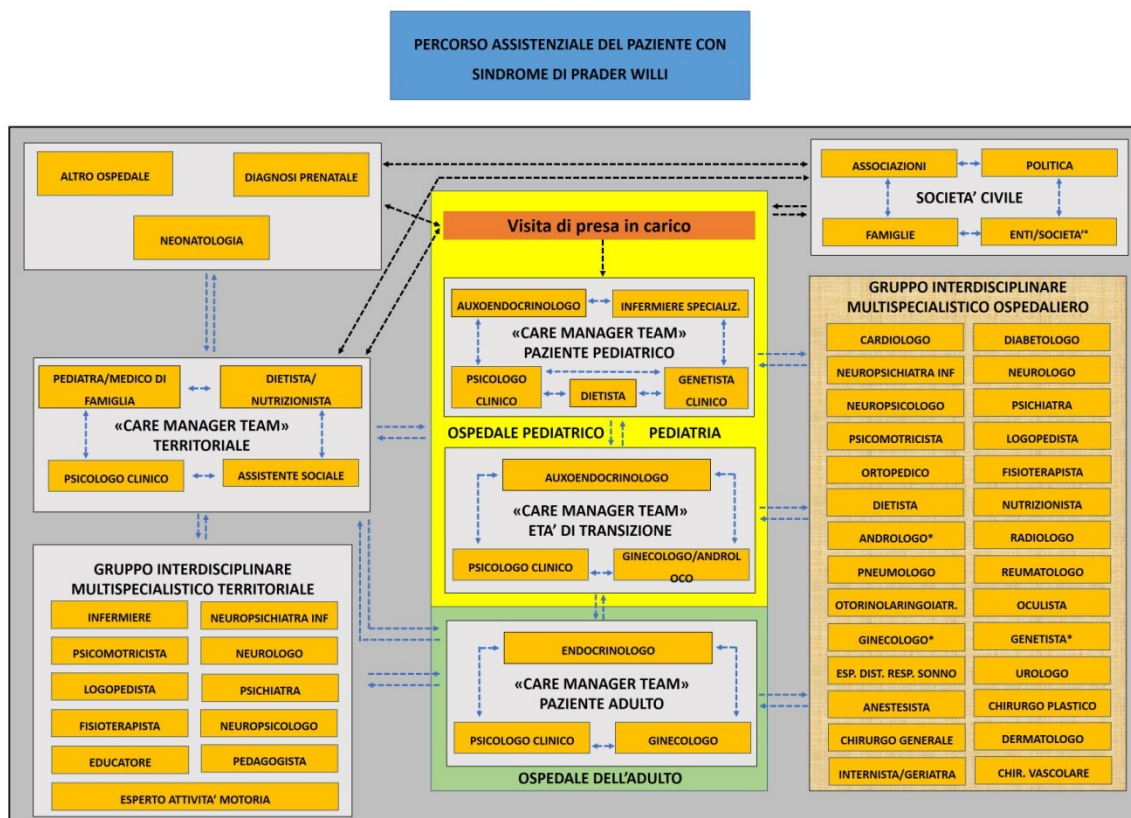 PERCORSO ASSISTENZIALE DEL PAZIENTE CON
SINDROME DI PRADER WILLI
ALTRO OSPEDALE
DIAGNOSI PRENATALE
NEONATOLOGIA
ASSOCIAZIONI
POLITICA
SOCIETA' CIVILE
FAMIGLIE
ENTI/SOCIETA'*
Visita di presa in carico
AUXOENDOCRINOLOGO
INFERMIERE SPECIALIZ.
«CARE MANAGER TEAM»
PAZIENTE PEDIATRICO
PSICOLOGO
CLINICO
DIETISTA
GENETISTA
CLINICO
OSPEDALE PEDIATRICO
PEDIATRIA
AUXOENDOCRINOLOGO
«CARE MANAGER TEAM»
ETA' DI TRANSIZIONE
PSICOLOGO CLINICO
GINECOLOGO/ANDROL
OCO
ENDOCRINOLOGO
«CARE MANAGER TEAM»
PAZIENTE ADULTO
PSICOLOGO CLINICO
GINECOLOGO
OSPEDALE DELL'ADULTO
PEDIATRA/MEDICO DI
FAMIGLIA
DIETISTA/
NUTRIZIONISTA
«CARE MANAGER TEAM»
TERRITORIALE
PSICOLOGO CLINICO
ASSISTENTE SOCIALE
GRUPPO INTERDISCIPLINARE
MULTISPECIALISTICO TERRITORIALE
INFERMIERE
NEUROPSICHIATRA INF
PSICOMOTRICISTA
NEUROLOGO
LOGOPEDISTA
PSICHIATRA
FISIOTERAPISTA
NEUROPSICOLOGO
EDUCATORE
PEDAGOGISTA
ESPERTO ATTIVITA' MOTORIA
GRUPPO INTERDISCIPLINARE
MULTISPECIALISTICO OSPEDALIERO
CARDIOLOGO
DIABETOLOGO
NEUROPSICHIATRA INF
NEUROLOGO
NEUROPSICOLOGO
PSICHIATRA
PSICOMOTRICISTA
LOGOPEDISTA
ORTOPEDICO
FISIOTERAPISTA
DIETISTA
NUTRIZIONISTA
ANDROLOGO*
RADIOLOGO
PNEUMOLOGO
REUMATOLOGO
OTORINOLARINGOIATR.
OCULISTA
GINECOLOGO*
GENETISTA*
ESP. DIST. RESP. SONNO
UROLOGO
ANESTESISTA
CHIRURGO PLASTICO
CHIRURGO GENERALE
DERMATOLOGO
INTERNISTA/GERIATRA
CHIR. VASCOLARE